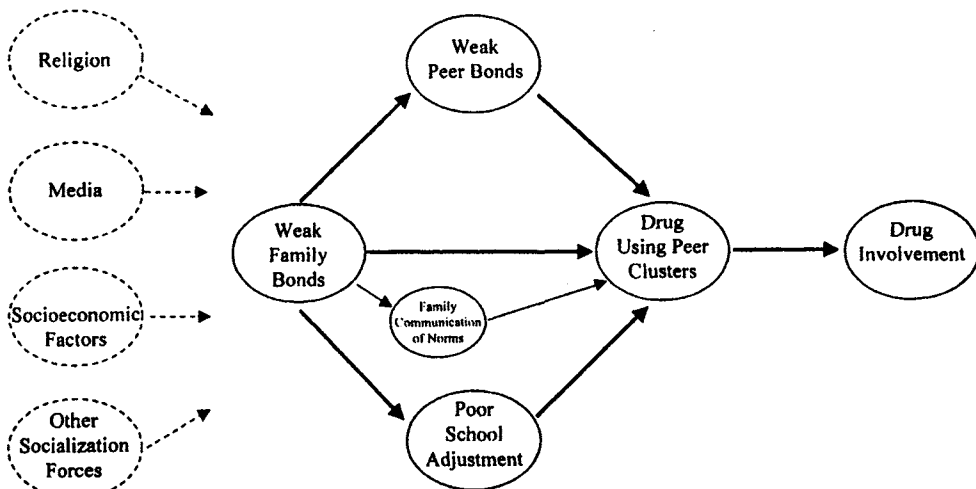 Religion
Media
Socioeconomic
Factors
Other
Socialization
Forces
Weak
Peer Bonds
Weak
Family
Bonds
Family
Communication
of Norms
Poor
School
Adjustment
Drug
Using Peer
Clusters
Drug
Involvement